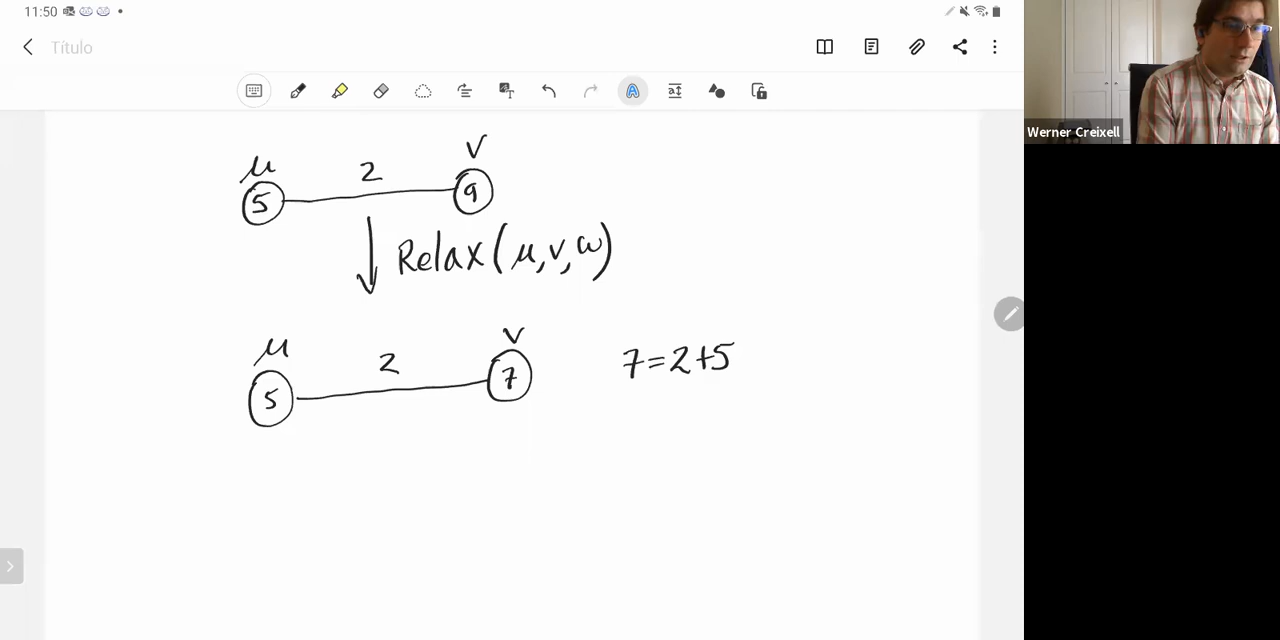 11:50
Título
μ 2 v
5 9
Relax(μ,v,w)
μ 2 v
5 7 7=2+5
Werner Creixell